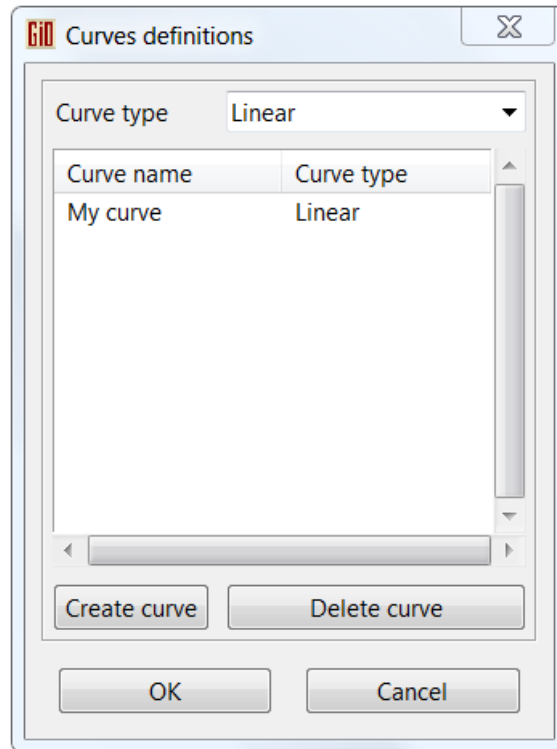 GiD Curves definitions
Curve type Linear
Curve name Curve type
My curve Linear
Create curve Delete curve
OK Cancel